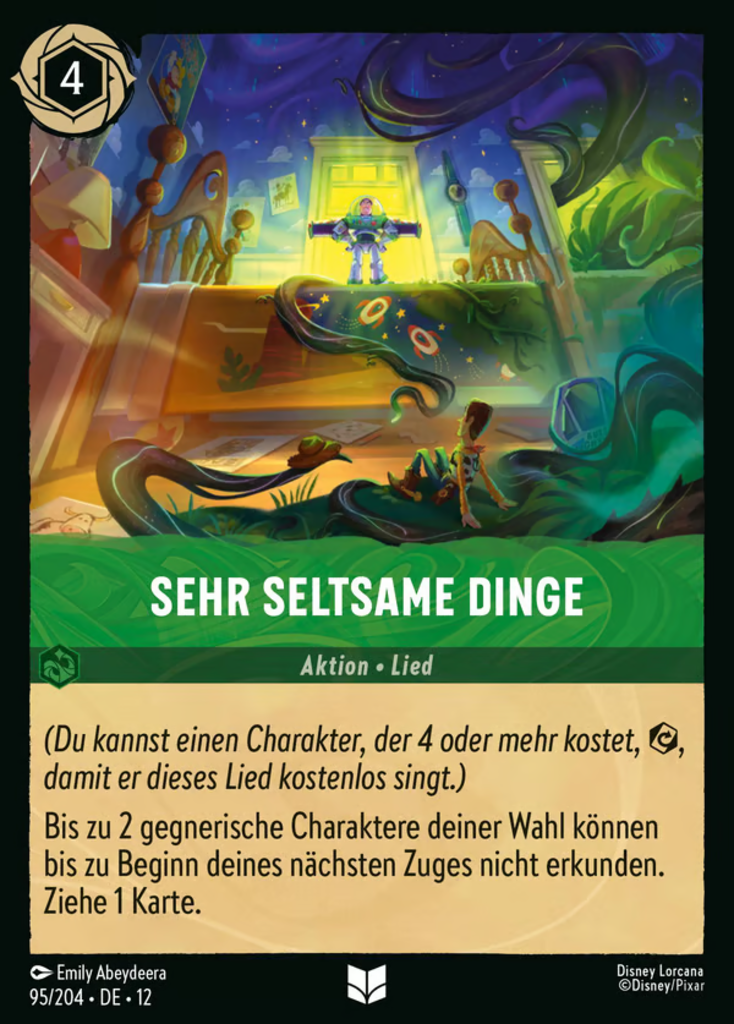 4
SEHR SELTSAME DINGE
Aktion • Lied
(Du kannst einen Charakter, der 4 oder mehr kostet, ,
damit er dieses Lied kostenlos singt.)
Bis zu 2 gegnerische Charaktere deiner Wahl können
bis zu Beginn deines nächsten Zuges nicht erkunden.
Ziehe 1 Karte.
Emily Abeydeera
Disney Lorcana
95/204 • DE • 12
©Disney/Pixar